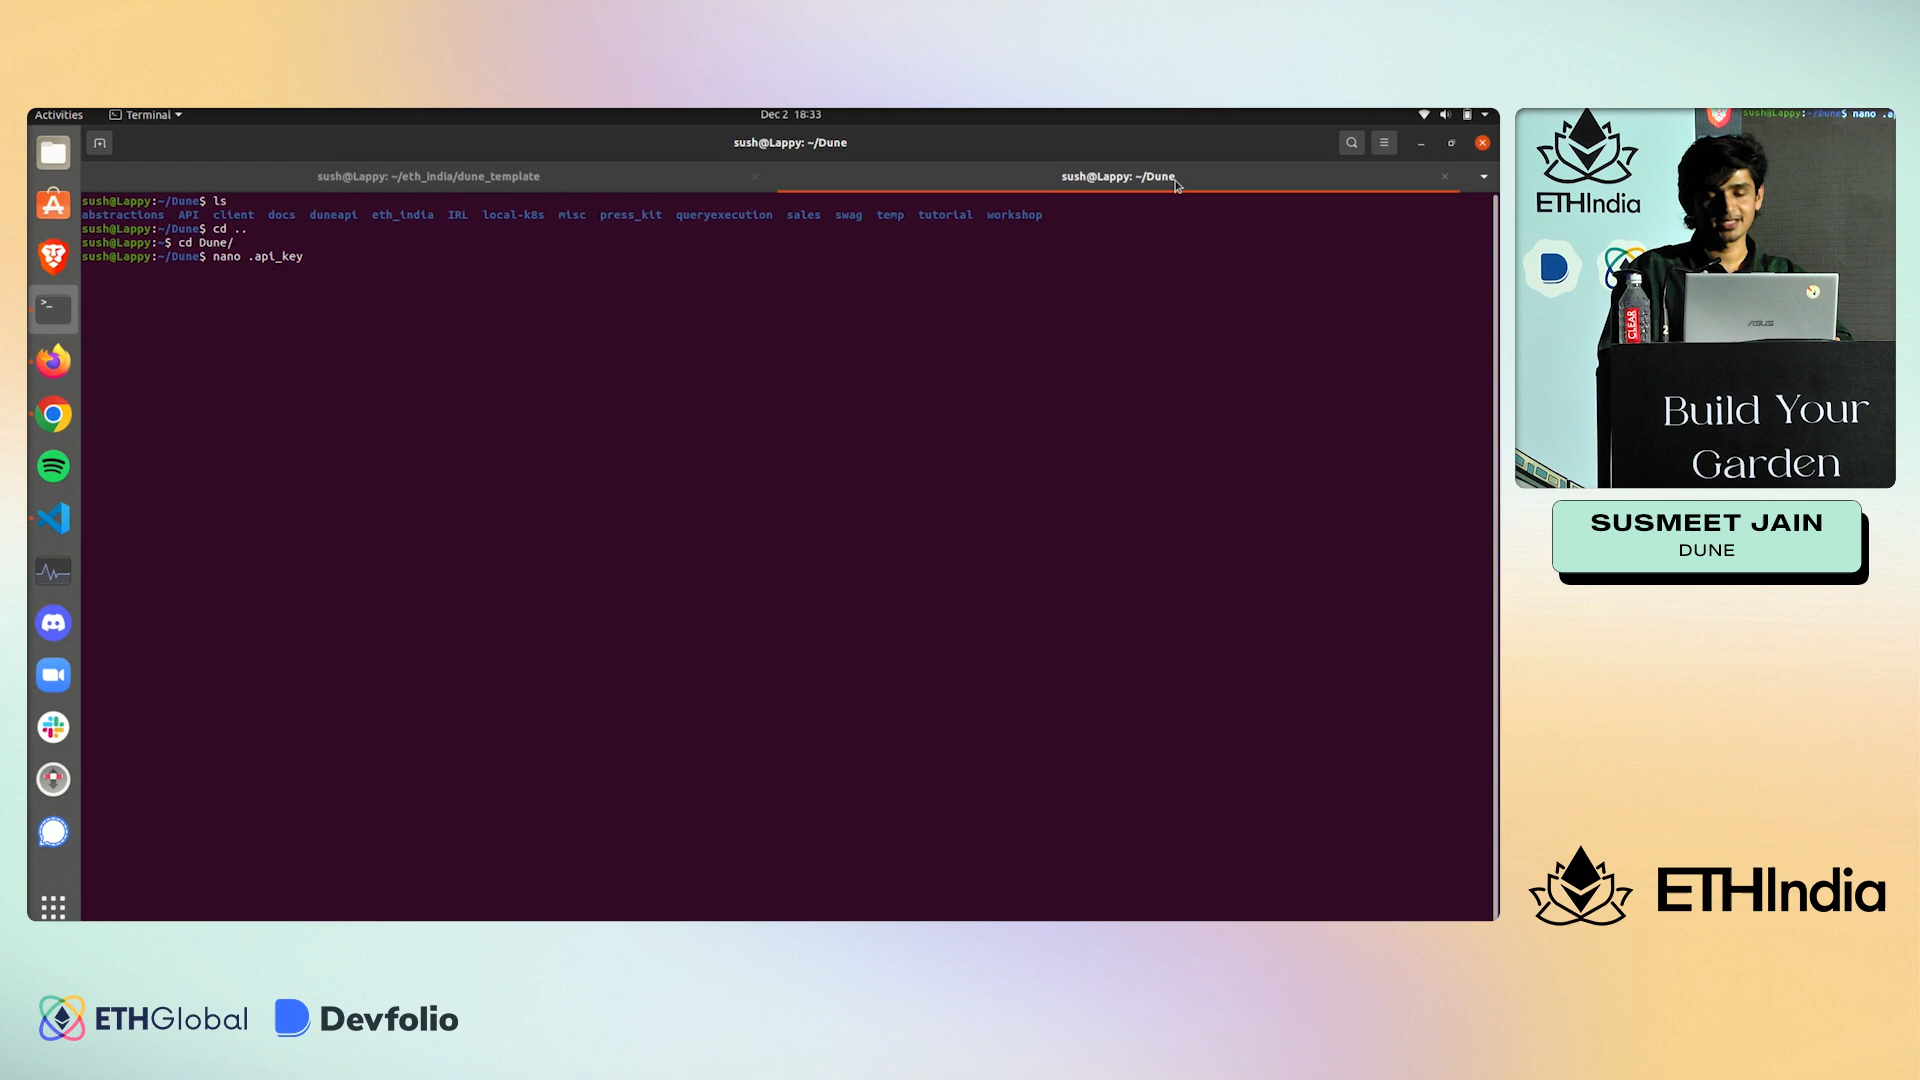 Activities
Terminal
Dec 2 18:33
sush@Lappy: ~/Dune
sush@Lappy: ~/eth_india/dune_template
sush@Lappy: ~/Dune
sush@Lappy:~/Dune$ ls
abstractions API client docs duneapi eth_india IRL local-k8s misc press_kit queryexecution sales swag temp tutorial workshop
sush@Lappy:~/Dune$ cd ..
sush@Lappy:~$ cd Dune/
sush@Lappy:~/Dune$ nano .api_key
sush@Lappy:~/Dune$ nano .a
ETHIndia
CLEAR
ASUS
Build Your
Garden
SUSMEET JAIN
DUNE
ETHIndia
ETHGlobal
Devfolio